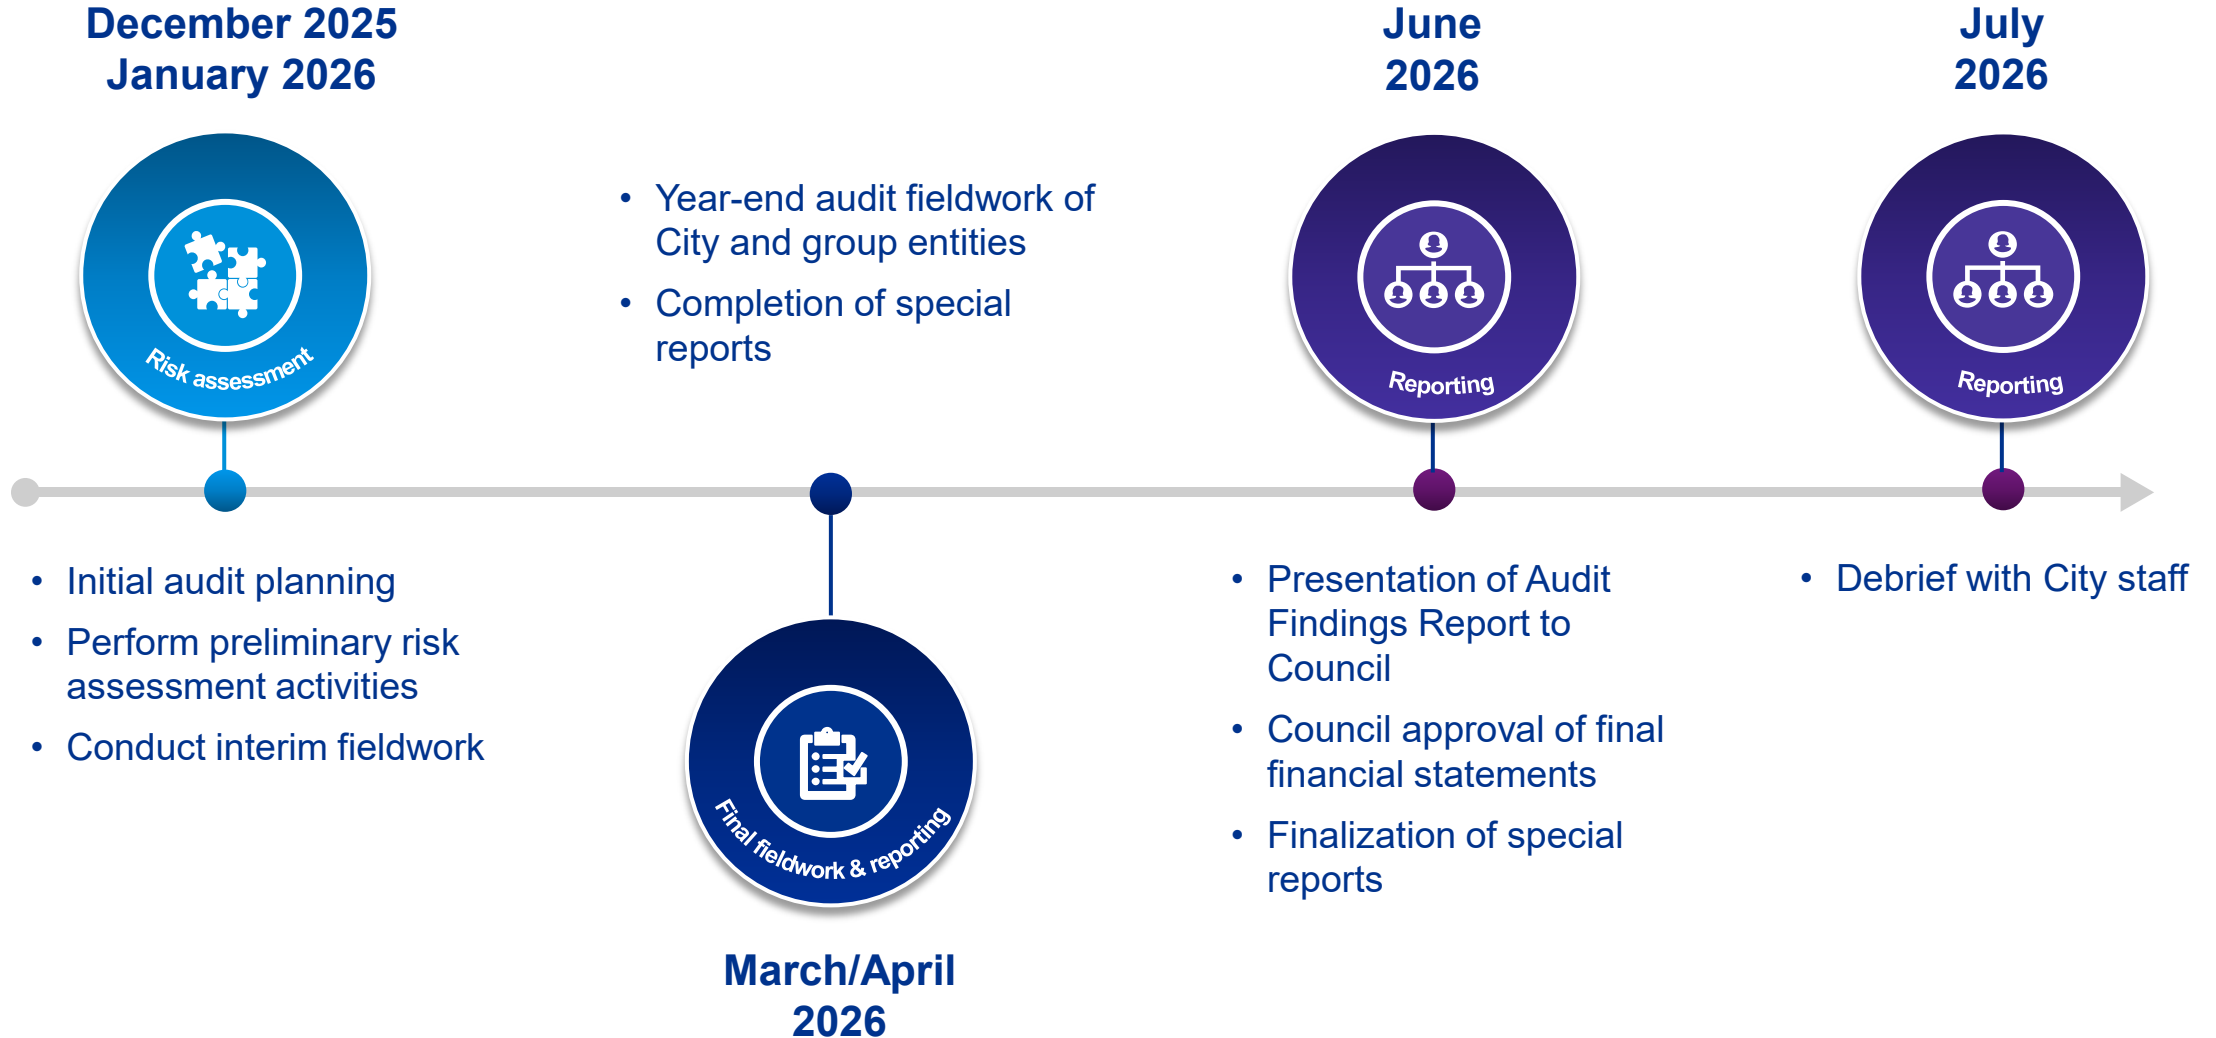 December 2025
January 2026
Risk assessment
• Initial audit planning
• Perform preliminary risk
assessment activities
• Conduct interim fieldwork
• Year-end audit fieldwork of
City and group entities
• Completion of special
reports
Final fieldwork & reporting
March/April
2026
June
2026
Reporting
• Presentation of Audit
Findings Report to
Council
• Council approval of final
financial statements
• Finalization of special
reports
July
2026
Reporting
• Debrief with City staff